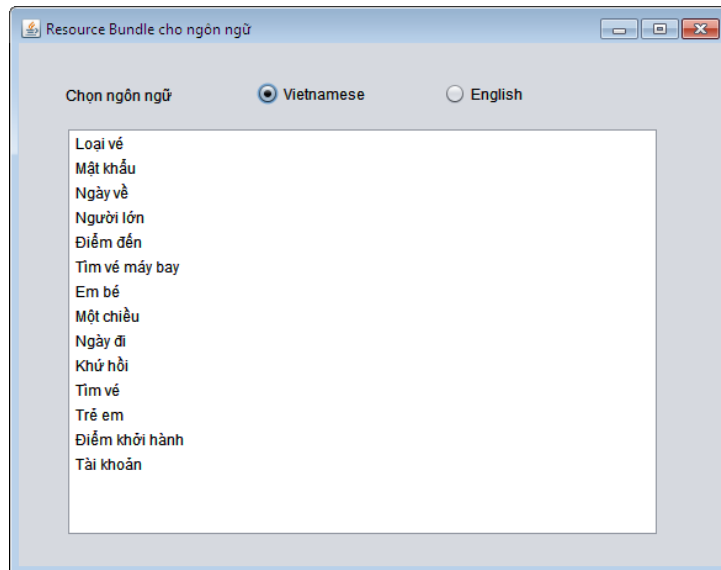 Resource Bundle cho ngôn ngữ
Chọn ngôn ngữ Vietnamese English
Loại vé
Mật khẩu
Ngày về
Người lớn
Điểm đến
Tìm vé máy bay
Em bé
Một chiều
Ngày đi
Khứ hồi
Tìm vé
Trẻ em
Điểm khởi hành
Tài khoản